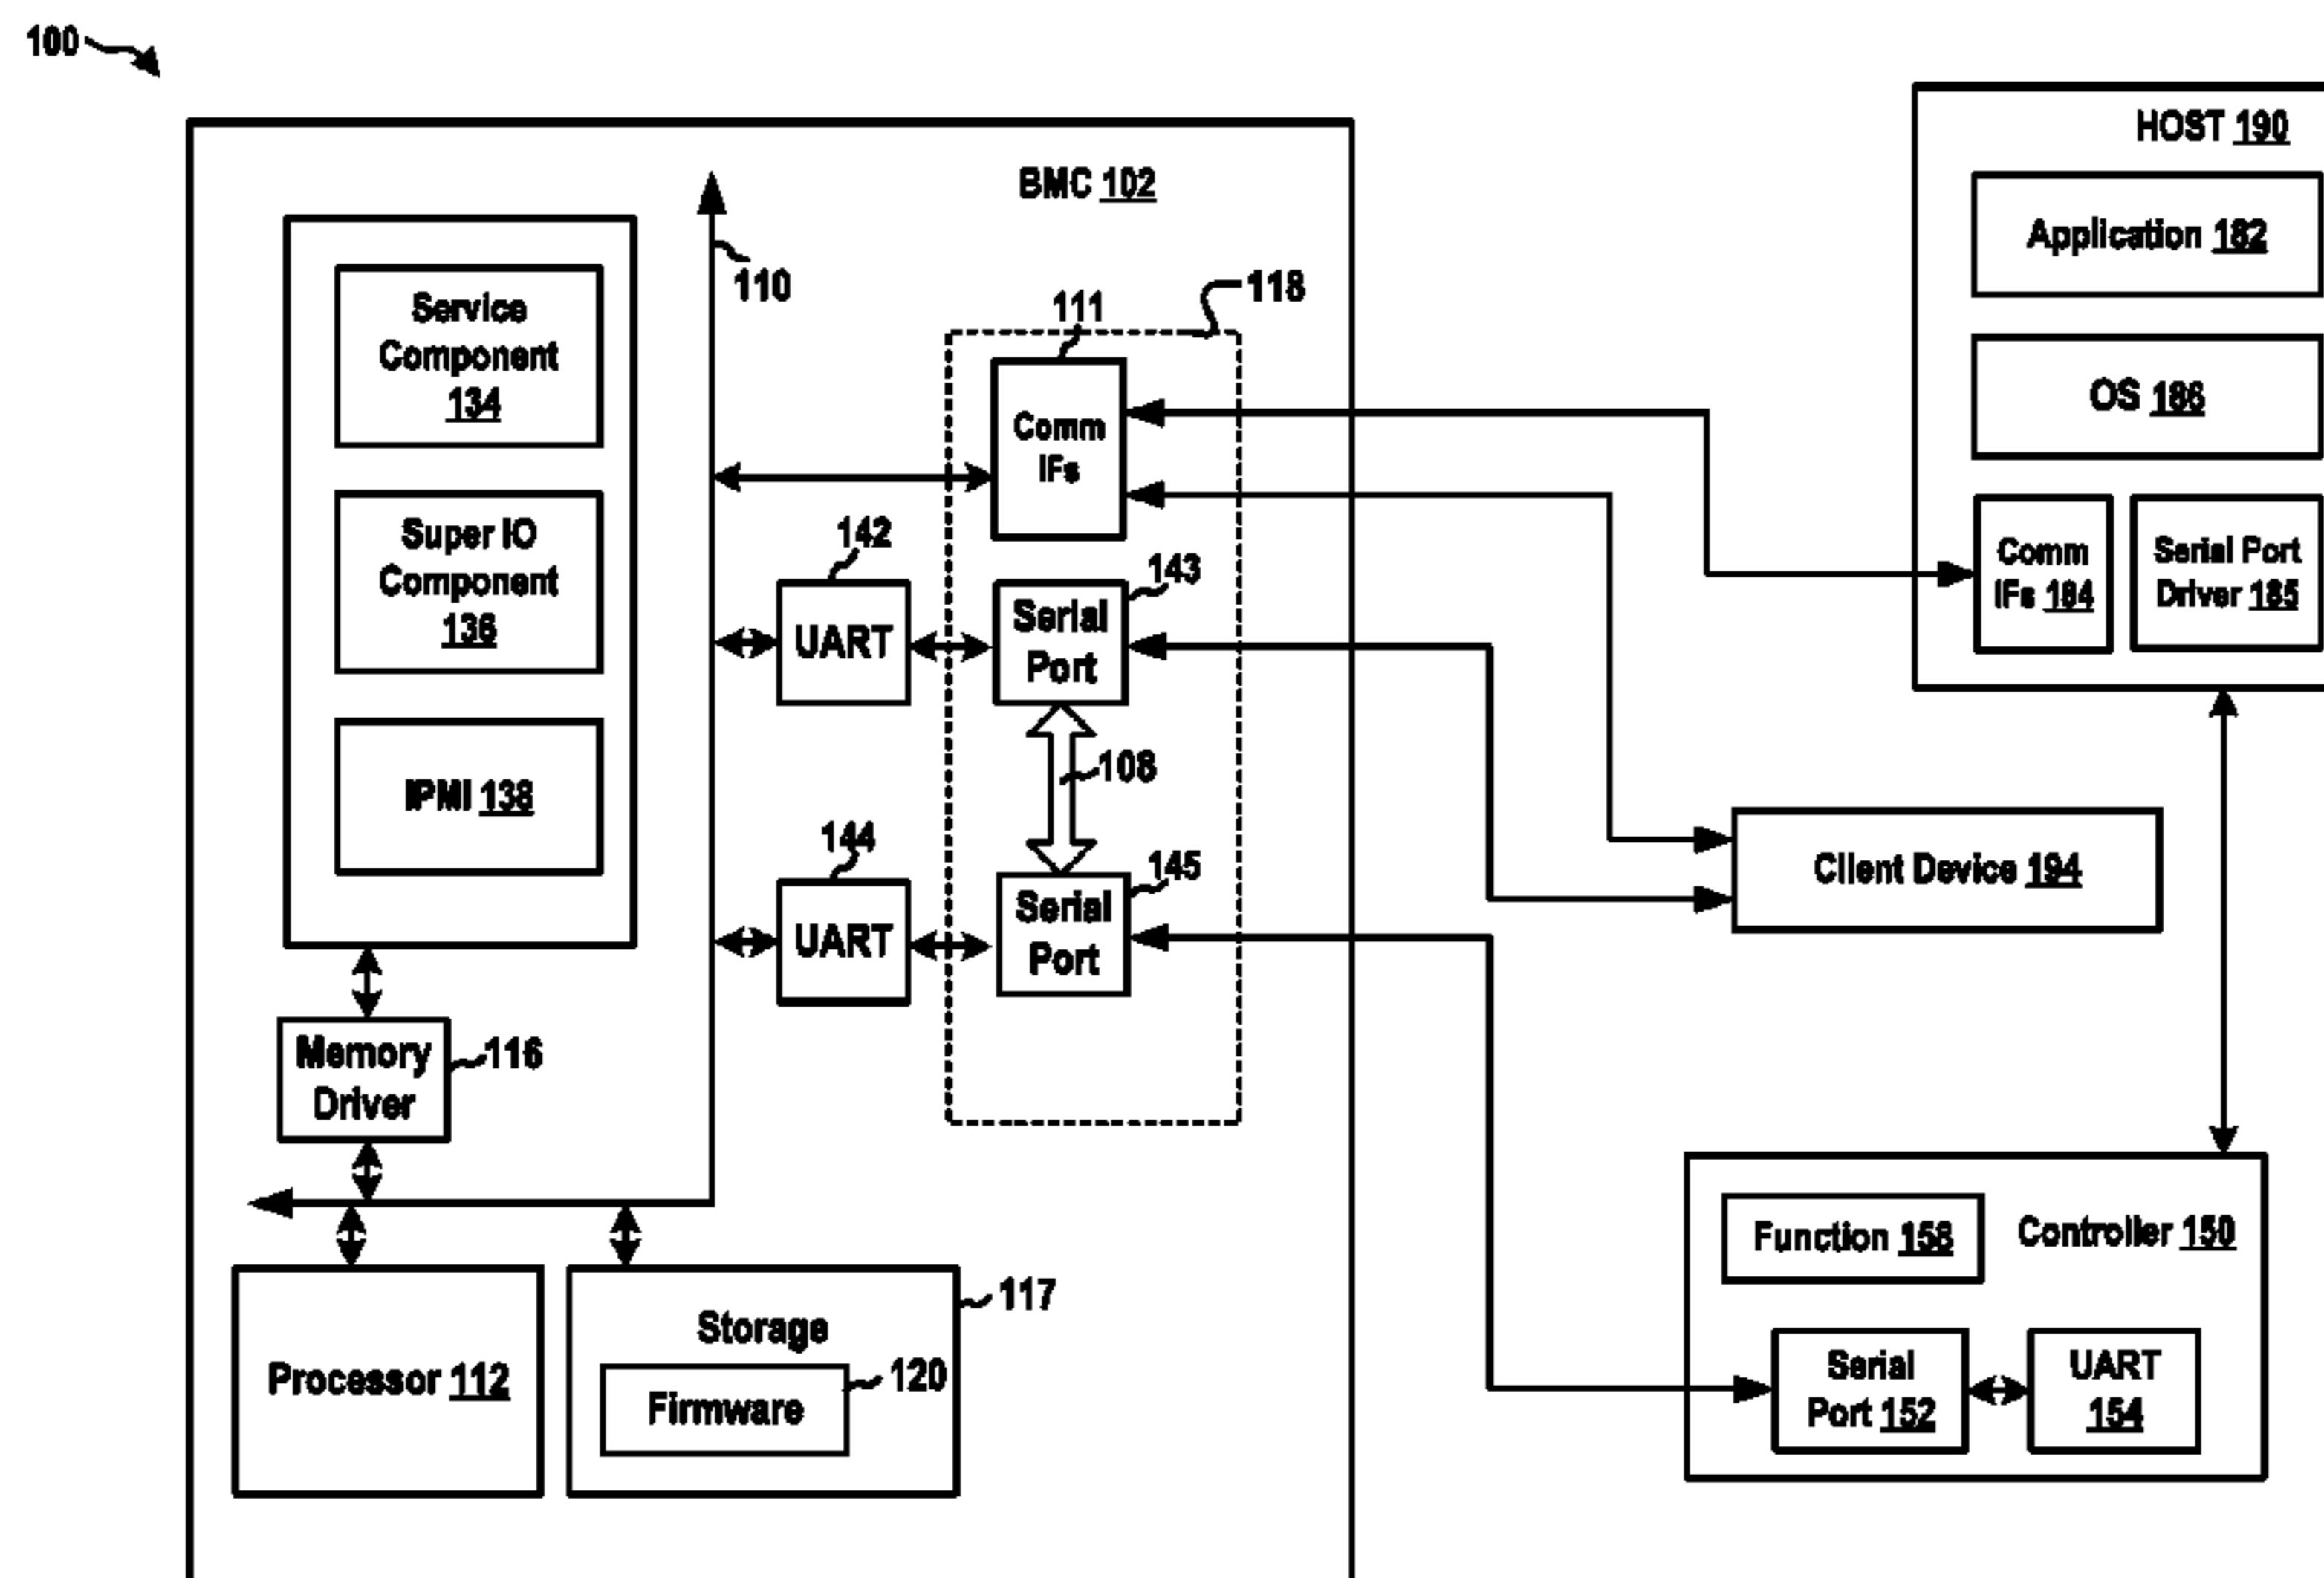 100
BMC 102
110
118
111
Service
Component
134
Super IO
Component
136
IPMI 138
Comm
IFs
142
UART
143
Serial
Port
108
144
UART
145
Serial
Port
Memory
Driver
116
Processor 112
Storage
117
Firmware
120
HOST 190
Application 182
OS 186
Comm
IFs 184
Serial Port
Driver 185
Client Device 194
Function 158
Controller 150
Serial
Port 152
UART
154